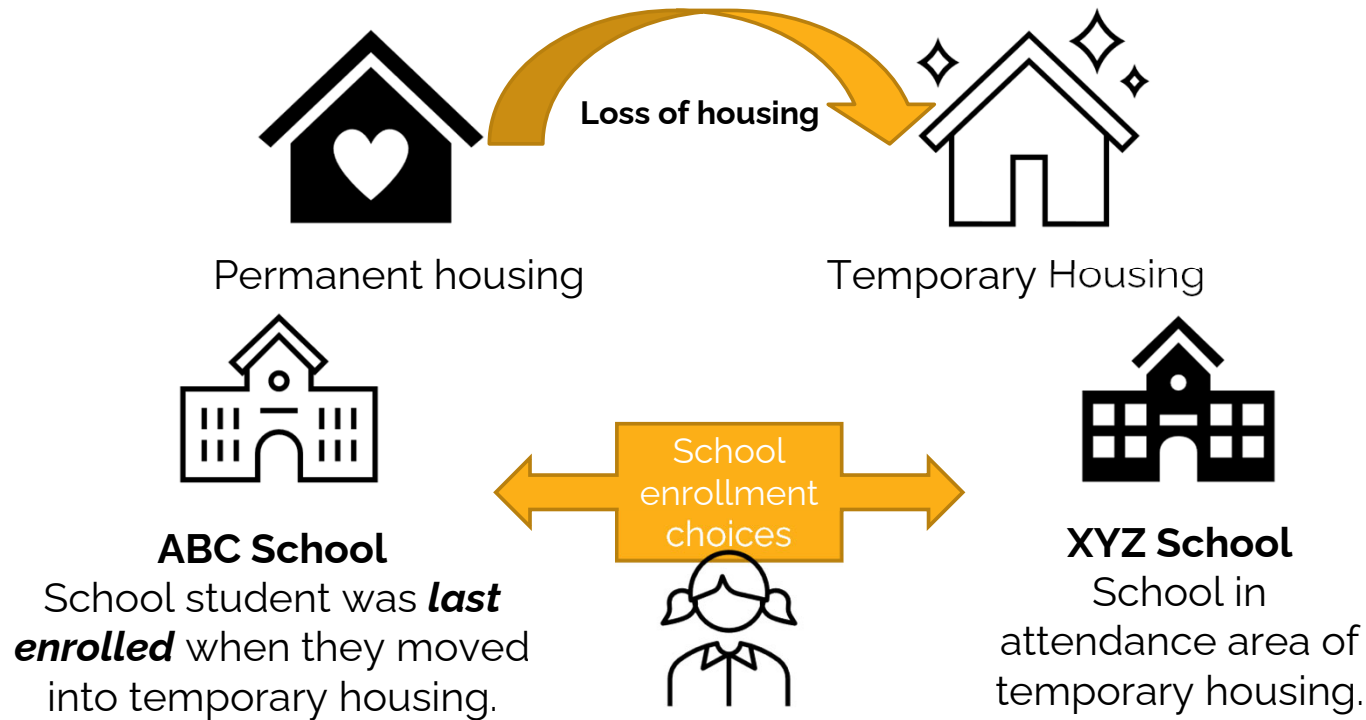 Loss of housing
Permanent housing
Temporary Housing
School
enrollment
choices
ABC School
School student was last
enrolled when they moved
into temporary housing.
XYZ School
School in
attendance area of
temporary housing.